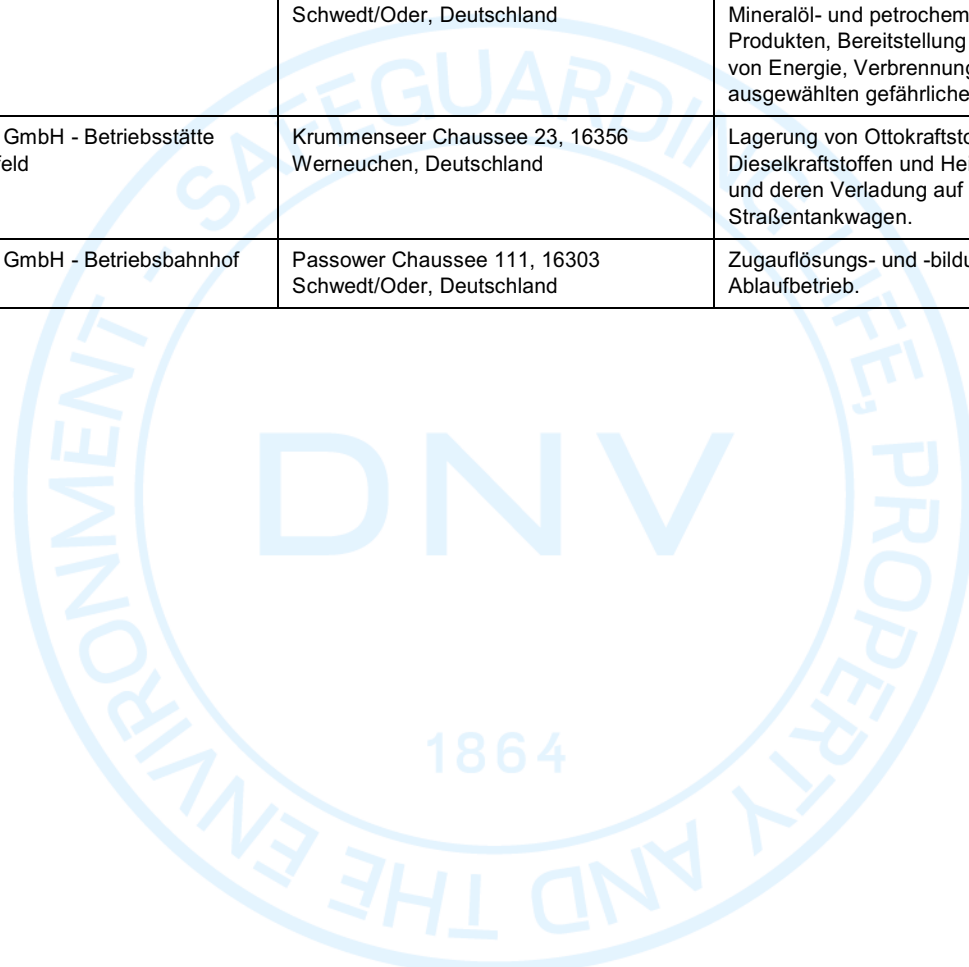 Schwedt/Oder, Deutschland
Mineralöl- und petrochem
Produkten, Bereitstellung
von Energie, Verbrennung
ausgewählten gefährliche
GmbH - Betriebsstätte
feld
Krummenseer Chaussee 23, 16356
Werneuchen, Deutschland
Lagerung von Ottokraftsto
Dieselkraftstoffen und Hei
und deren Verladung auf
Straßentankwagen.
GmbH - Betriebsbahnhof
Passower Chaussee 111, 16303
Schwedt/Oder, Deutschland
Zugauflösungs- und -bildu
Ablaufbetrieb.
SAFEGUARDING LIFE, PROPERTY AND THE ENVIRONMENT -
DNV
1864